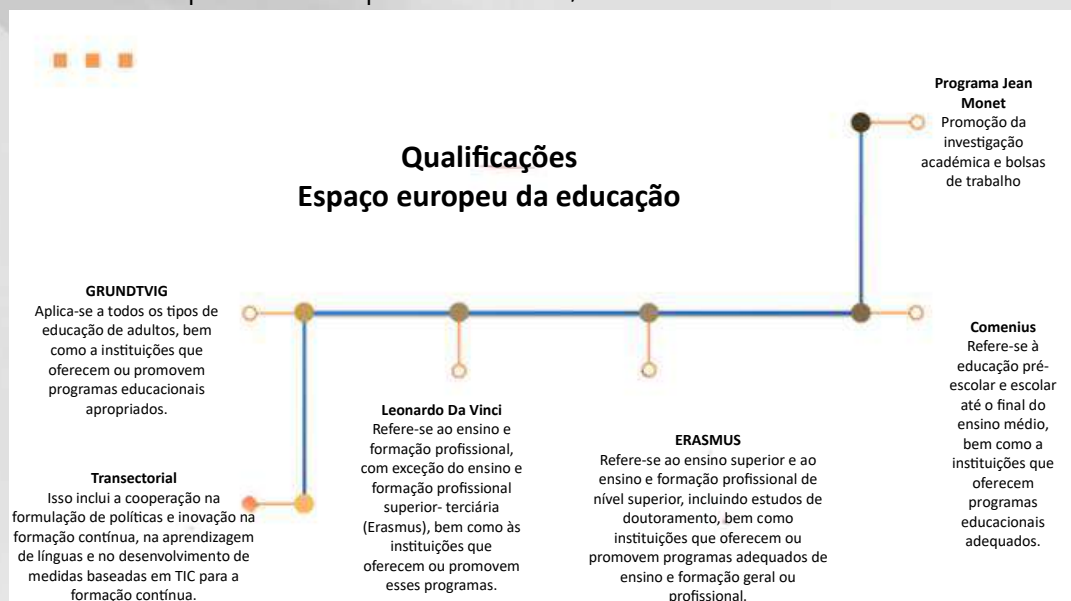 Qualificações
Espaço europeu da educação
Programa Jean
Monet
Promoção da
investigação
académica e bolsas
de trabalho
GRUNDTVIG
Aplica-se a todos os tipos de
educação de adultos, bem
como a instituições que
oferecem ou promovem
programas educacionais
apropriados.
Comenius
Refere-se à
educação pré-
escolar e escolar
até o final do
ensino médio,
bem como a
instituições que
oferecem
programas
educacionais
adequados.
Leonardo Da Vinci
Refere-se ao ensino e
formação profissional,
com exceção do ensino e
formação profissional
superior- terciária
(Erasmus), bem como às
instituições que
oferecem ou promovem
esses programas.
ERASMUS
Refere-se ao ensino superior e ao
ensino e formação profissional de
nível superior, incluindo estudos de
doutoramento, bem como
instituições que oferecem ou
promovem programas adequados de
ensino e formação geral ou
profissional.
Transectorial
Isso inclui a cooperação na
formulação de políticas e inovação na
formação contínua, na aprendizagem
de línguas e no desenvolvimento de
medidas baseadas em TIC para a
formação contínua.